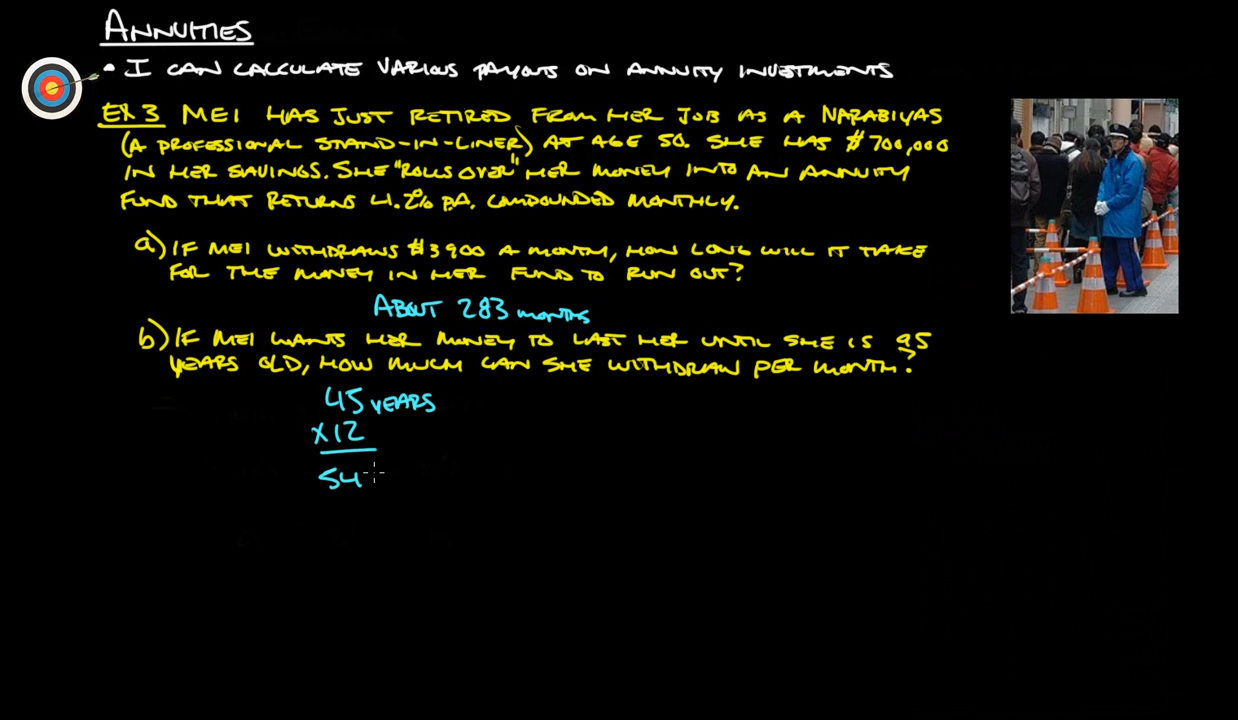 ANNUITIES
• I CAN CALCULATE VARIOUS PAYOUTS ON ANNUITY INVESTMENTS
EX 3 MEI HAS JUST RETIRED FROM HER JOB AS A NARABIYAS
(A PROFESSIONAL STAND-IN-LINER) AT AGE 50. SHE HAS $700,000
IN HER SAVINGS. SHE "ROLLS OVER" HER MONEY INTO AN ANNUITY
FUND THAT RETURNS 4.2% P.A. COMPOUNDED MONTHLY.
a) IF MEI WITHDRAWS $3900 A MONTH, HOW LONG WILL IT TAKE
FOR THE MONEY IN HER FUND TO RUN OUT?
ABOUT 283 MONTHS
b) IF MEI WANTS HER MONEY TO LAST HER UNTIL SHE IS 95
YEARS OLD, HOW MUCH CAN SHE WITHDRAW PER MONTH?
45 YEARS
X12
54